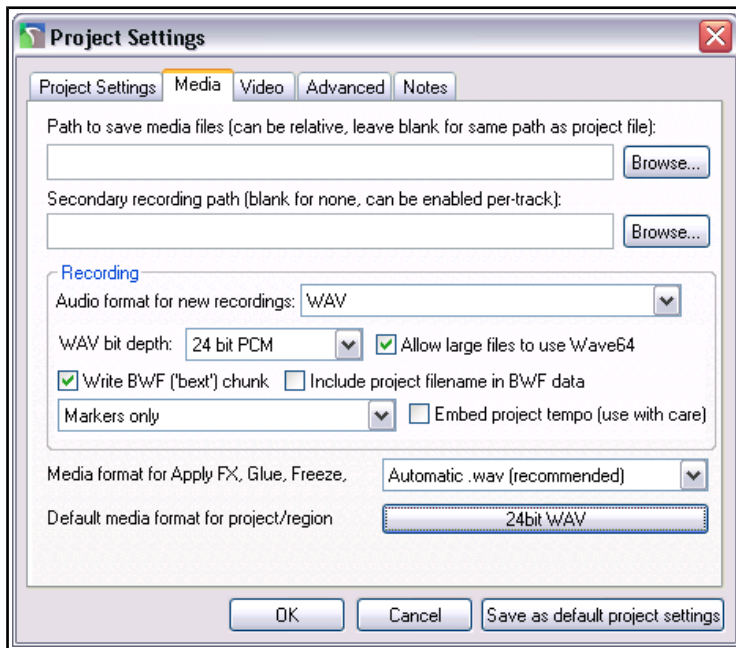 Project Settings
Project Settings Media Video Advanced Notes
Path to save media files (can be relative, leave blank for same path as project file):
Browse...
Secondary recording path (blank for none, can be enabled per-track):
Browse...
Recording
Audio format for new recordings: WAV
WAV bit depth: 24 bit PCM Allow large files to use Wave64
Write BWF ('bext') chunk Include project filename in BWF data
Markers only Embed project tempo (use with care)
Media format for Apply FX, Glue, Freeze, Automatic .wav (recommended)
Default media format for project/region 24bit WAV
OK Cancel Save as default project settings